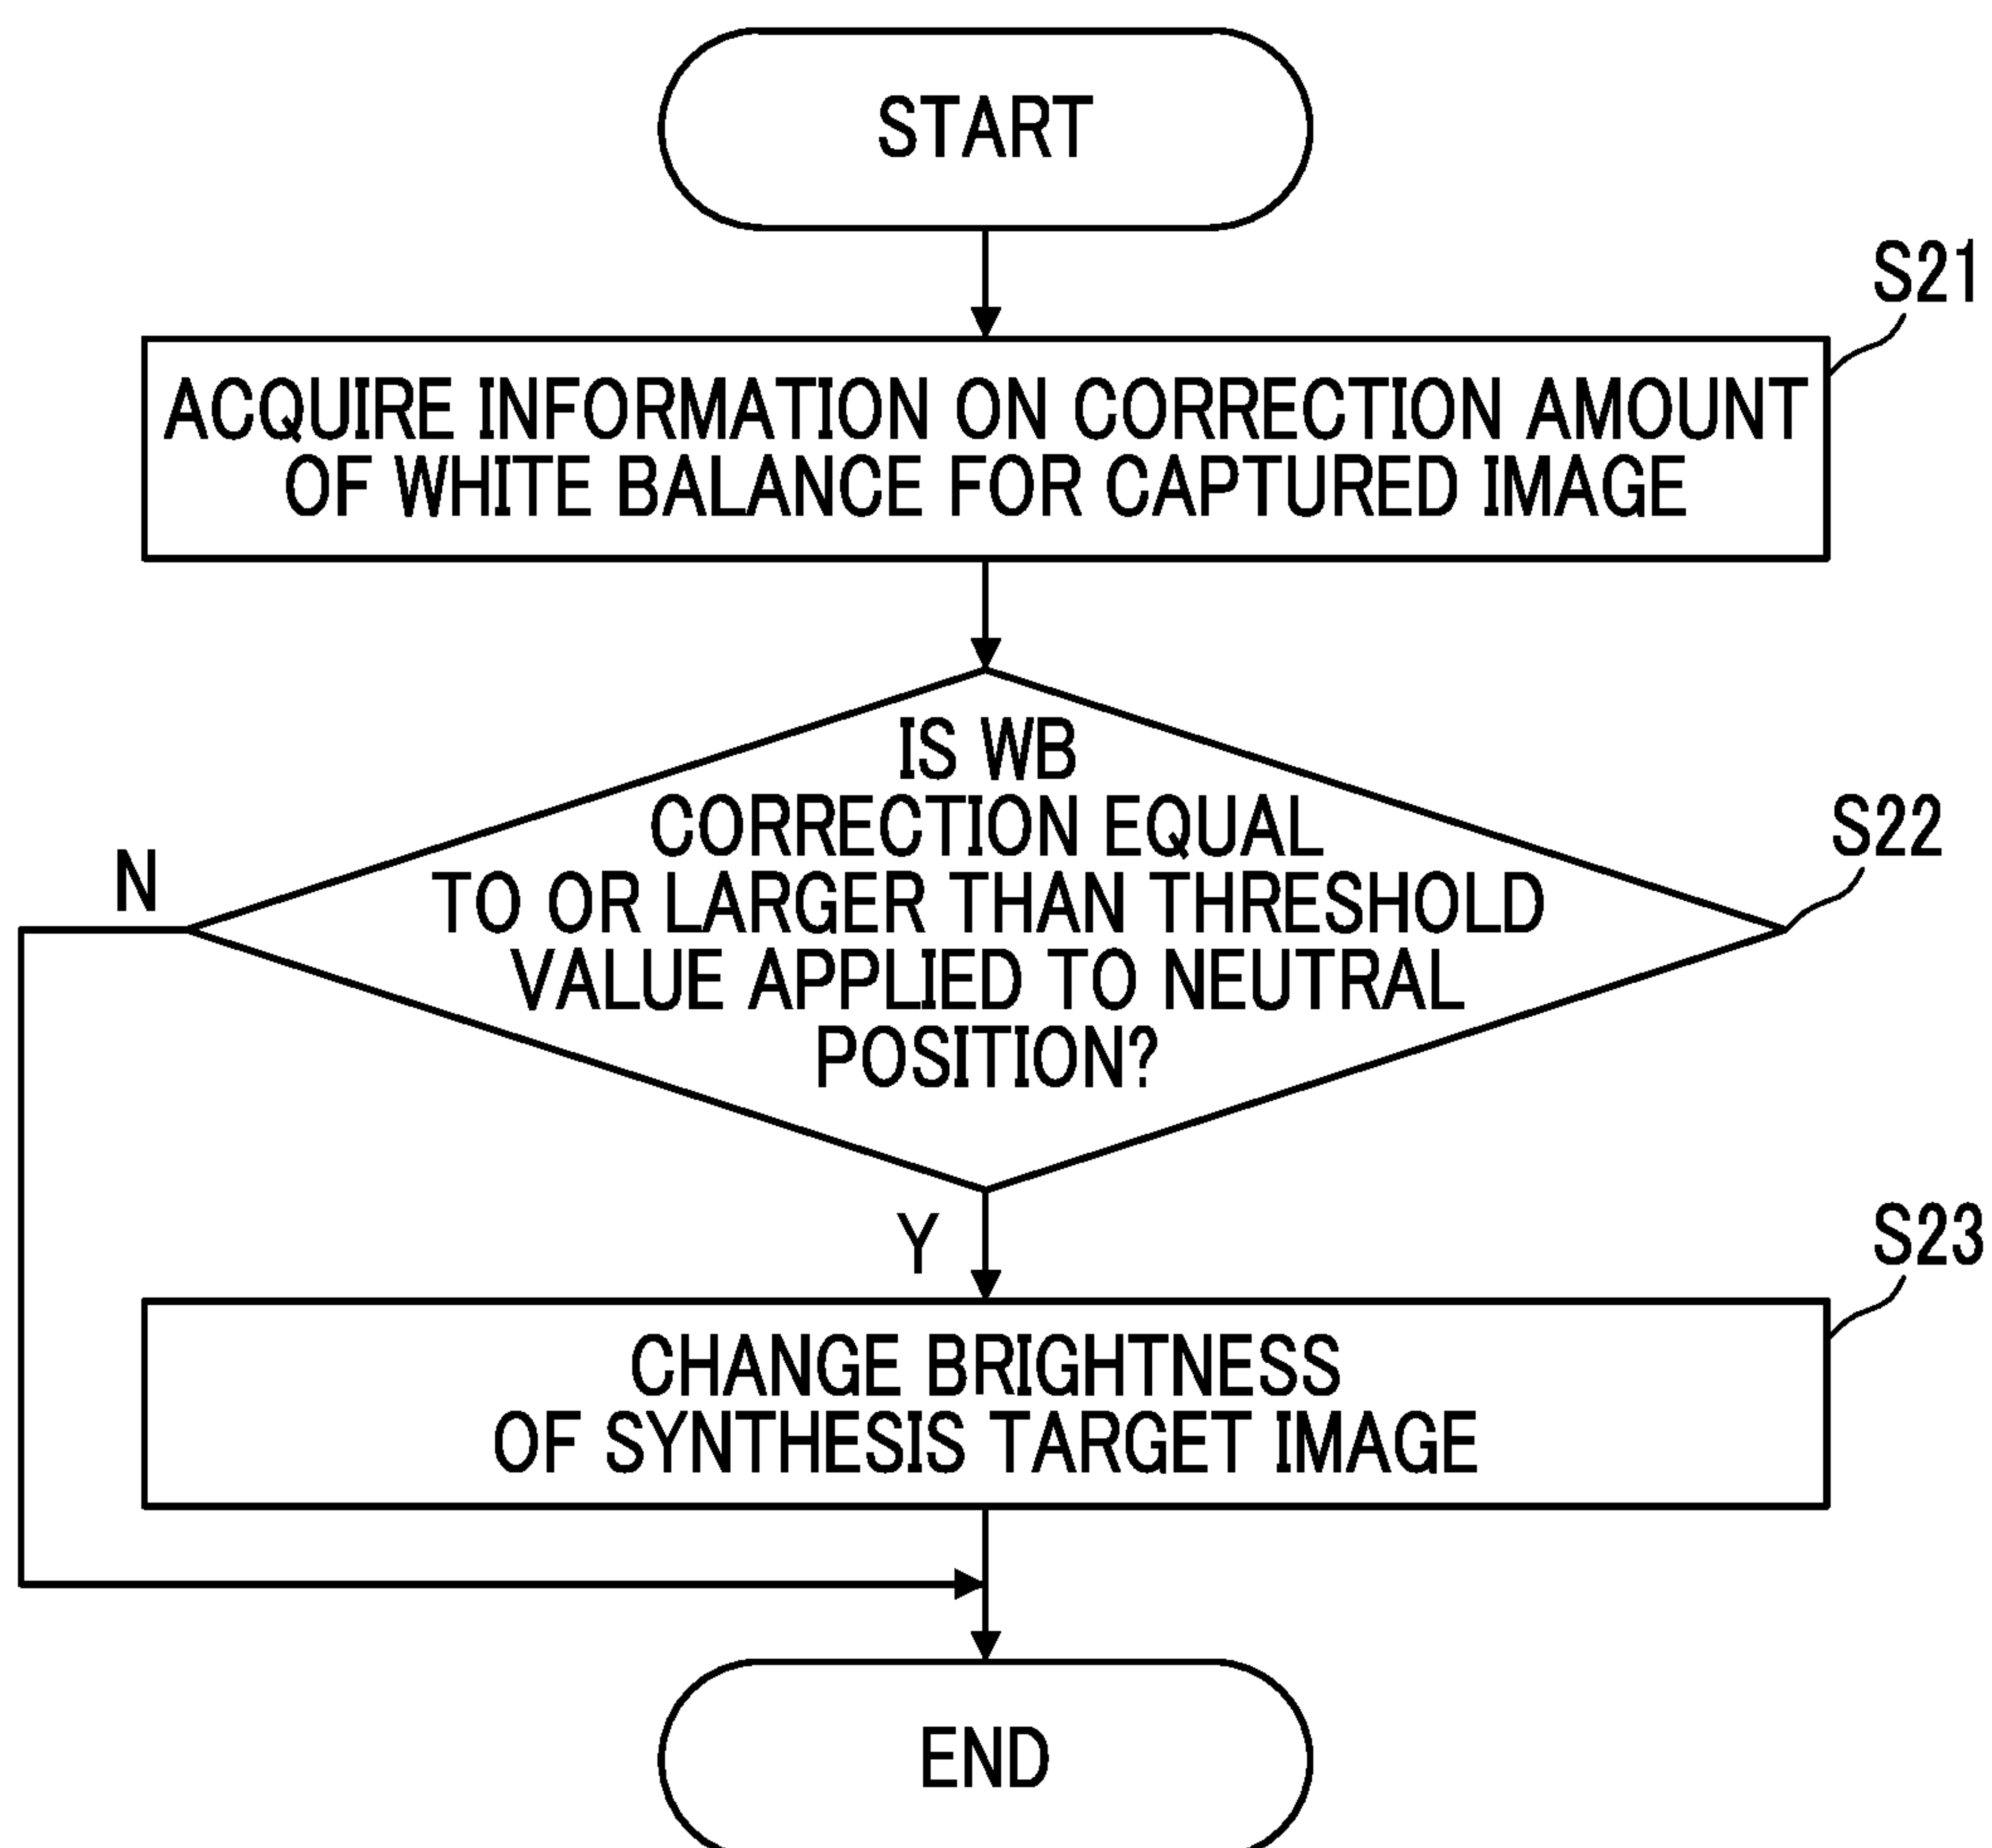 START
S21
ACQUIRE INFORMATION ON CORRECTION AMOUNT
OF WHITE BALANCE FOR CAPTURED IMAGE
IS WB
CORRECTION EQUAL
TO OR LARGER THAN THRESHOLD
VALUE APPLIED TO NEUTRAL
POSITION?
S22
N
Y
S23
CHANGE BRIGHTNESS
OF SYNTHESIS TARGET IMAGE
END